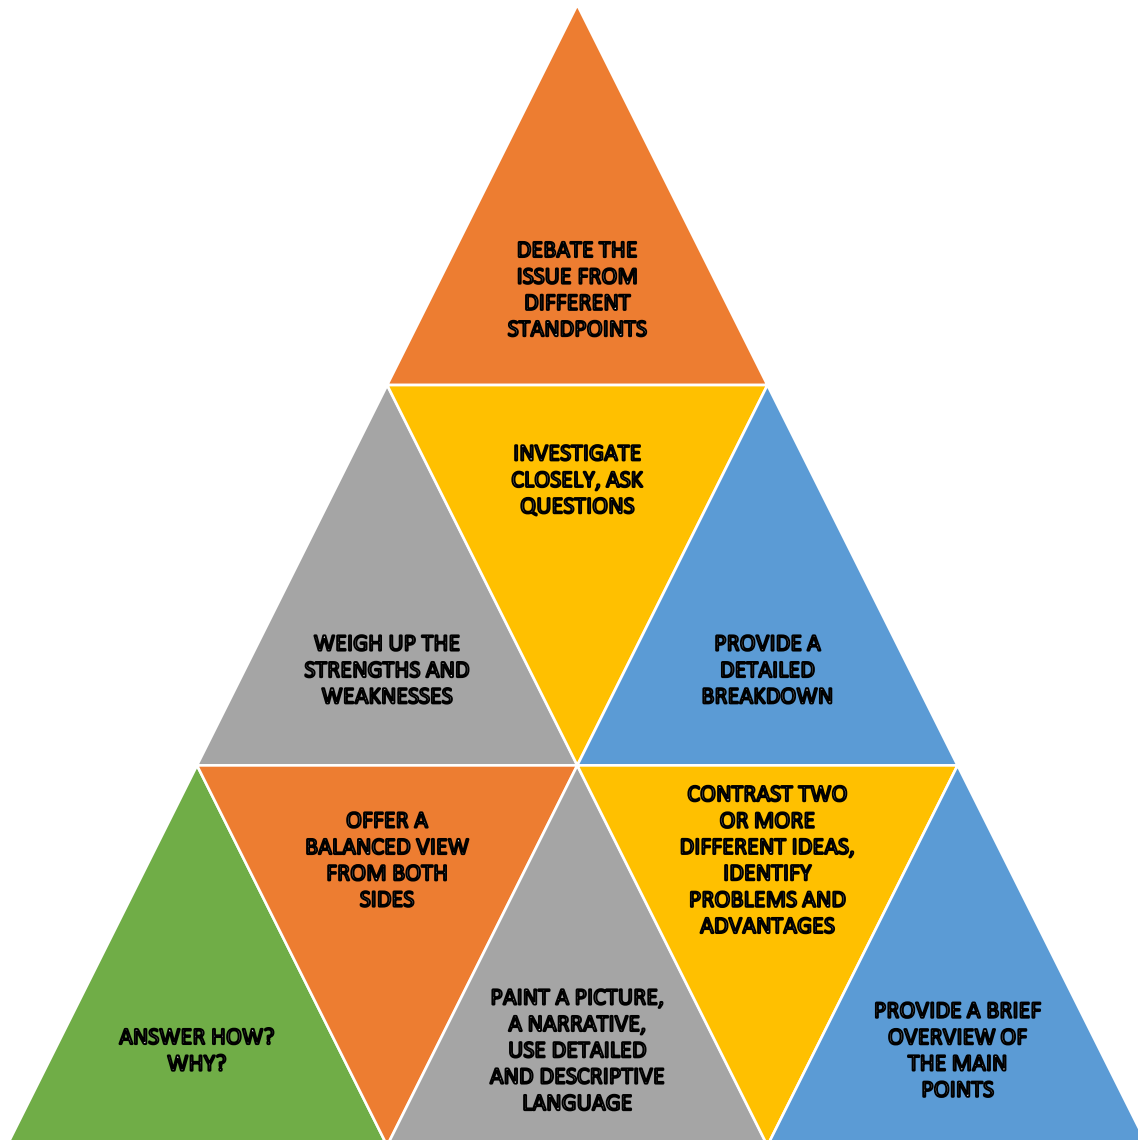 DEBATE THE
ISSUE FROM
DIFFERENT
STANDPOINTS
INVESTIGATE
CLOSELY, ASK
QUESTIONS
WEIGH UP THE
STRENGTHS AND
WEAKNESSES
PROVIDE A
DETAILED
BREAKDOWN
OFFER A
BALANCED VIEW
FROM BOTH
SIDES
CONTRAST TWO
OR MORE
DIFFERENT IDEAS,
IDENTIFY
PROBLEMS AND
ADVANTAGES
ANSWER HOW?
WHY?
PAINT A PICTURE,
A NARRATIVE,
USE DETAILED
AND DESCRIPTIVE
LANGUAGE
PROVIDE A BRIEF
OVERVIEW OF
THE MAIN
POINTS